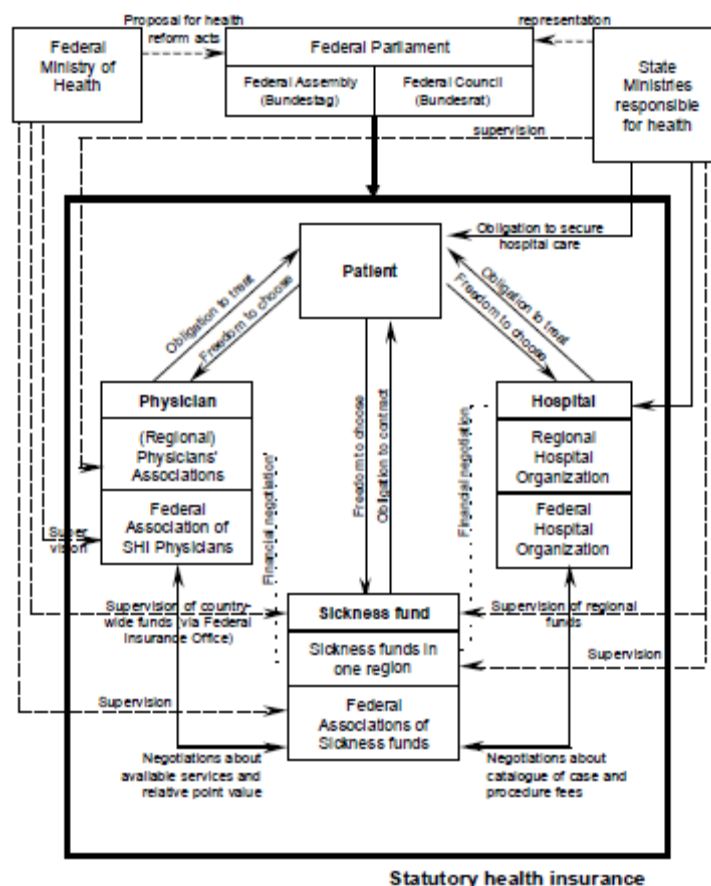 Proposal for health
reform acts
representation
Federal
Ministry of
Health
Federal Parliament
Federal Assembly
(Bundestag)
Federal Council
(Bundesrat)
State
Ministries
responsible
for health
supervision
Obligation to secure
hospital care
Patient
Obligation to treat
Freedom to choose
Obligation to treat
Freedom to choose
Physician
(Regional)
Physicians'
Associations
Federal
Association of
SHI Physicians
Hospital
Regional
Hospital
Organization
Federal
Hospital
Organization
Financial negotiation
Freedom to choose
Obligation to contract
Financial negotiation
Super
vision
Supervision of country-
wide funds (via Federal
Insurance Office)
Sickness fund
Sickness funds in
one region
Federal
Associations of
Sickness funds
Supervision of regional
funds
Supervision
Supervision
Negotiations about
available services and
relative point value
Negotiations about
catalogue of case and
procedure fees
Statutory health insurance